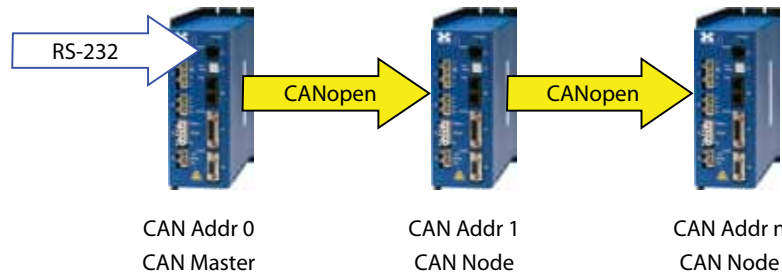 RS-232
CANopen
CANopen
CAN Addr 0
CAN Master
CAN Addr 1
CAN Node
CAN Addr n
CAN Node